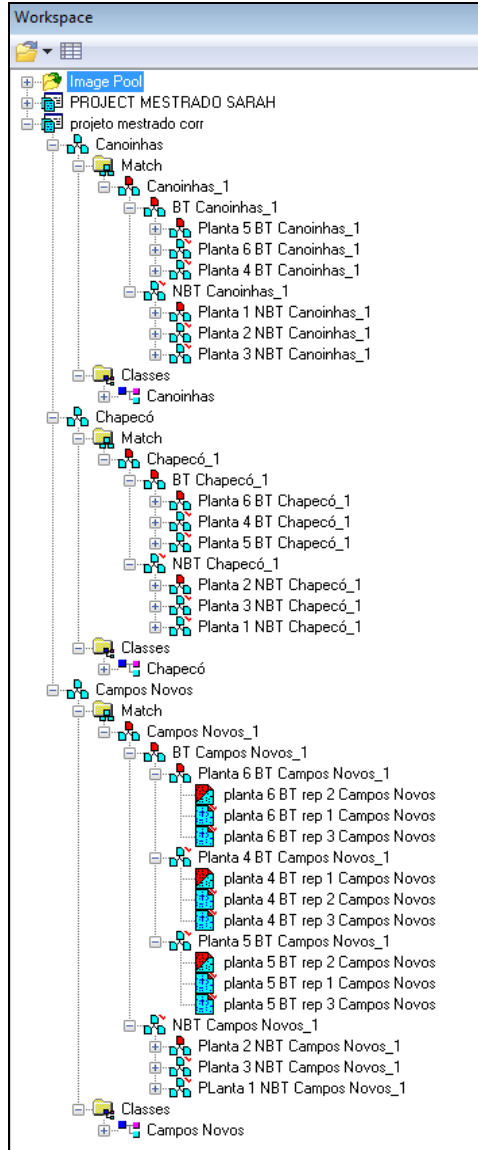 Workspace
Image Pool
PROJECT MESTRADO SARAH
projeto mestrado corr
Canoinhas
Match
Canoinhas_1
BT Canoinhas_1
Planta 5 BT Canoinhas_1
Planta 6 BT Canoinhas_1
Planta 4 BT Canoinhas_1
NBT Canoinhas_1
Planta 1 NBT Canoinhas_1
Planta 2 NBT Canoinhas_1
Planta 3 NBT Canoinhas_1
Classes
Canoinhas
Chapecó
Match
Chapecó_1
BT Chapecó_1
Planta 6 BT Chapecó_1
Planta 4 BT Chapecó_1
Planta 5 BT Chapecó_1
NBT Chapecó_1
Planta 2 NBT Chapecó_1
Planta 3 NBT Chapecó_1
Planta 1 NBT Chapecó_1
Classes
Chapecó
Campos Novos
Match
Campos Novos_1
BT Campos Novos_1
Planta 6 BT Campos Novos_1
planta 6 BT rep 2 Campos Novos
planta 6 BT rep 1 Campos Novos
planta 6 BT rep 3 Campos Novos
Planta 4 BT Campos Novos_1
planta 4 BT rep 1 Campos Novos
planta 4 BT rep 2 Campos Novos
planta 4 BT rep 3 Campos Novos
Planta 5 BT Campos Novos_1
planta 5 BT rep 2 Campos Novos
planta 5 BT rep 1 Campos Novos
planta 5 BT rep 3 Campos Novos
NBT Campos Novos_1
Planta 2 NBT Campos Novos_1
Planta 3 NBT Campos Novos_1
PLanta 1 NBT Campos Novos_1
Classes
Campos Novos